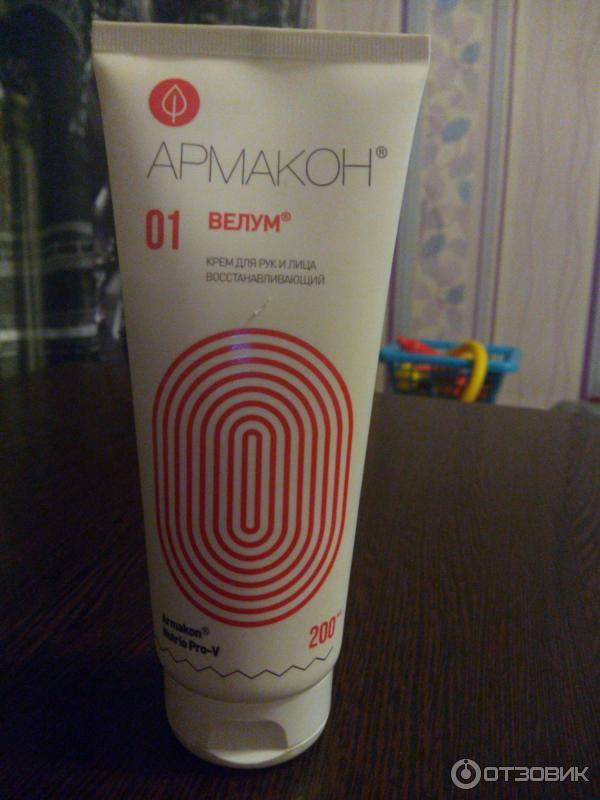 АРМАКОН®
01 ВЕЛУМ®
КРЕМ ДЛЯ РУК И ЛИЦА
ВОССТАНАВЛИВАЮЩИЙ
Armakon®
Nutrio Pro-V
200
ОТЗОВИК